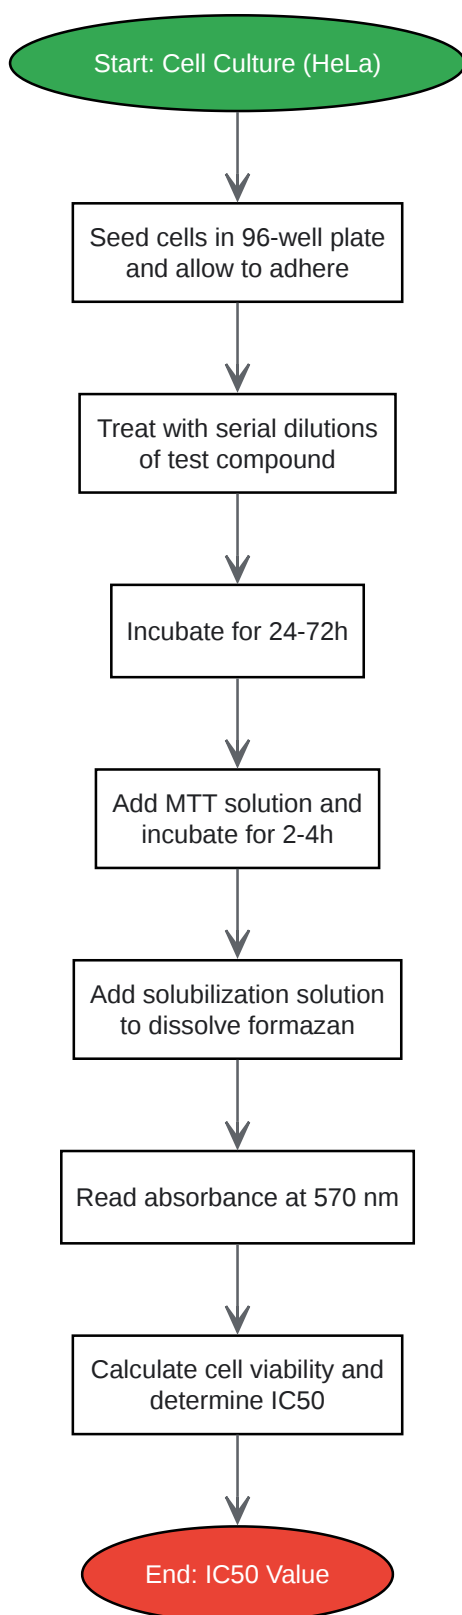 Start: Cell Culture (HeLa)
Seed cells in 96-well plate
and allow to adhere
Treat with serial dilutions
of test compound
Incubate for 24-72h
Add MTT solution and
incubate for 2-4h
Add solubilization solution
to dissolve formazan
Read absorbance at 570 nm
Calculate cell viability and
determine IC50
End: IC50 Value